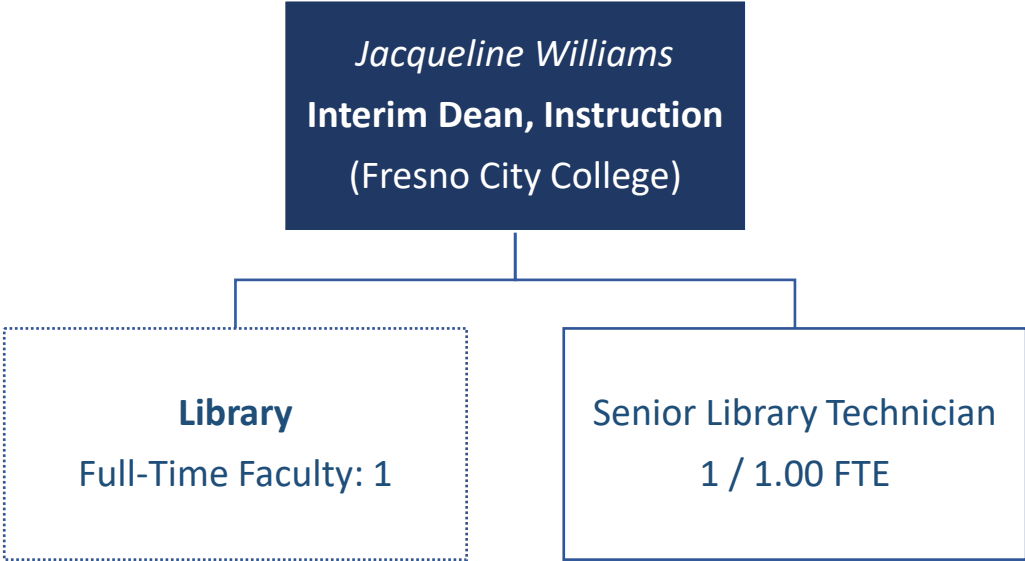 Jacqueline Williams
Interim Dean, Instruction
(Fresno City College)
Library
Full-Time Faculty: 1
Senior Library Technician
1 / 1.00 FTE